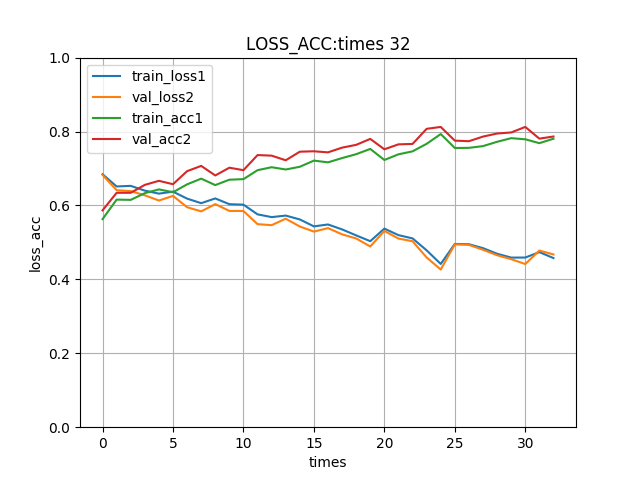 LOSS_ACC:times 32
1.0
0.8
0.6
0.4
0.2
0.0
loss_acc
train_loss1
val_loss2
train_acc1
val_acc2
0 5 10 15 20 25 30
times